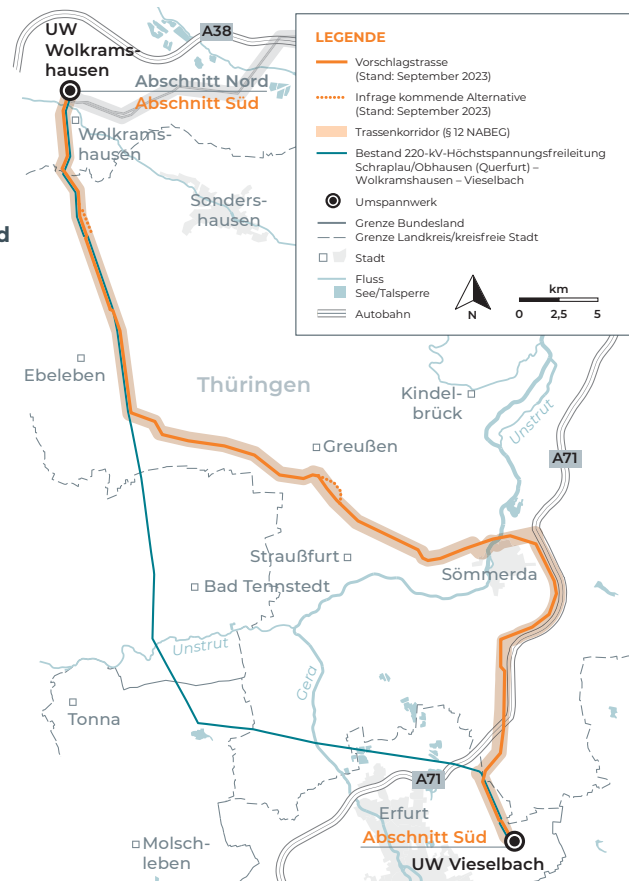 UW
Wolkrams-
hausen
A38
Abschnitt Nord
Abschnitt Süd
Wolkrams-
hausen
Sonders-
hausen
d
LEGENDE
Vorschlagstrasse
(Stand: September 2023)
Infrage kommende Alternative
(Stand: September 2023)
Trassenkorridor (§ 12 NABEG)
Bestand 220-kV-Höchstspannungsfreileitung
Schraplau/Obhausen (Querfurt) –
Wolkramshausen – Vieselbach
Umspannwerk
Grenze Bundesland
Grenze Landkreis/kreisfreie Stadt
Stadt
Fluss
See/Talsperre
Autobahn
N
km
0 2,5 5
Ebeleben
Thüringen
Kindel-
brück
Unstrut
Greußen
A71
Straußfurt
Sömmerda
Bad Tennstedt
Unstrut
Gera
Tonna
A71
Erfurt
Abschnitt Süd
UW Vieselbach
Molsch-
leben